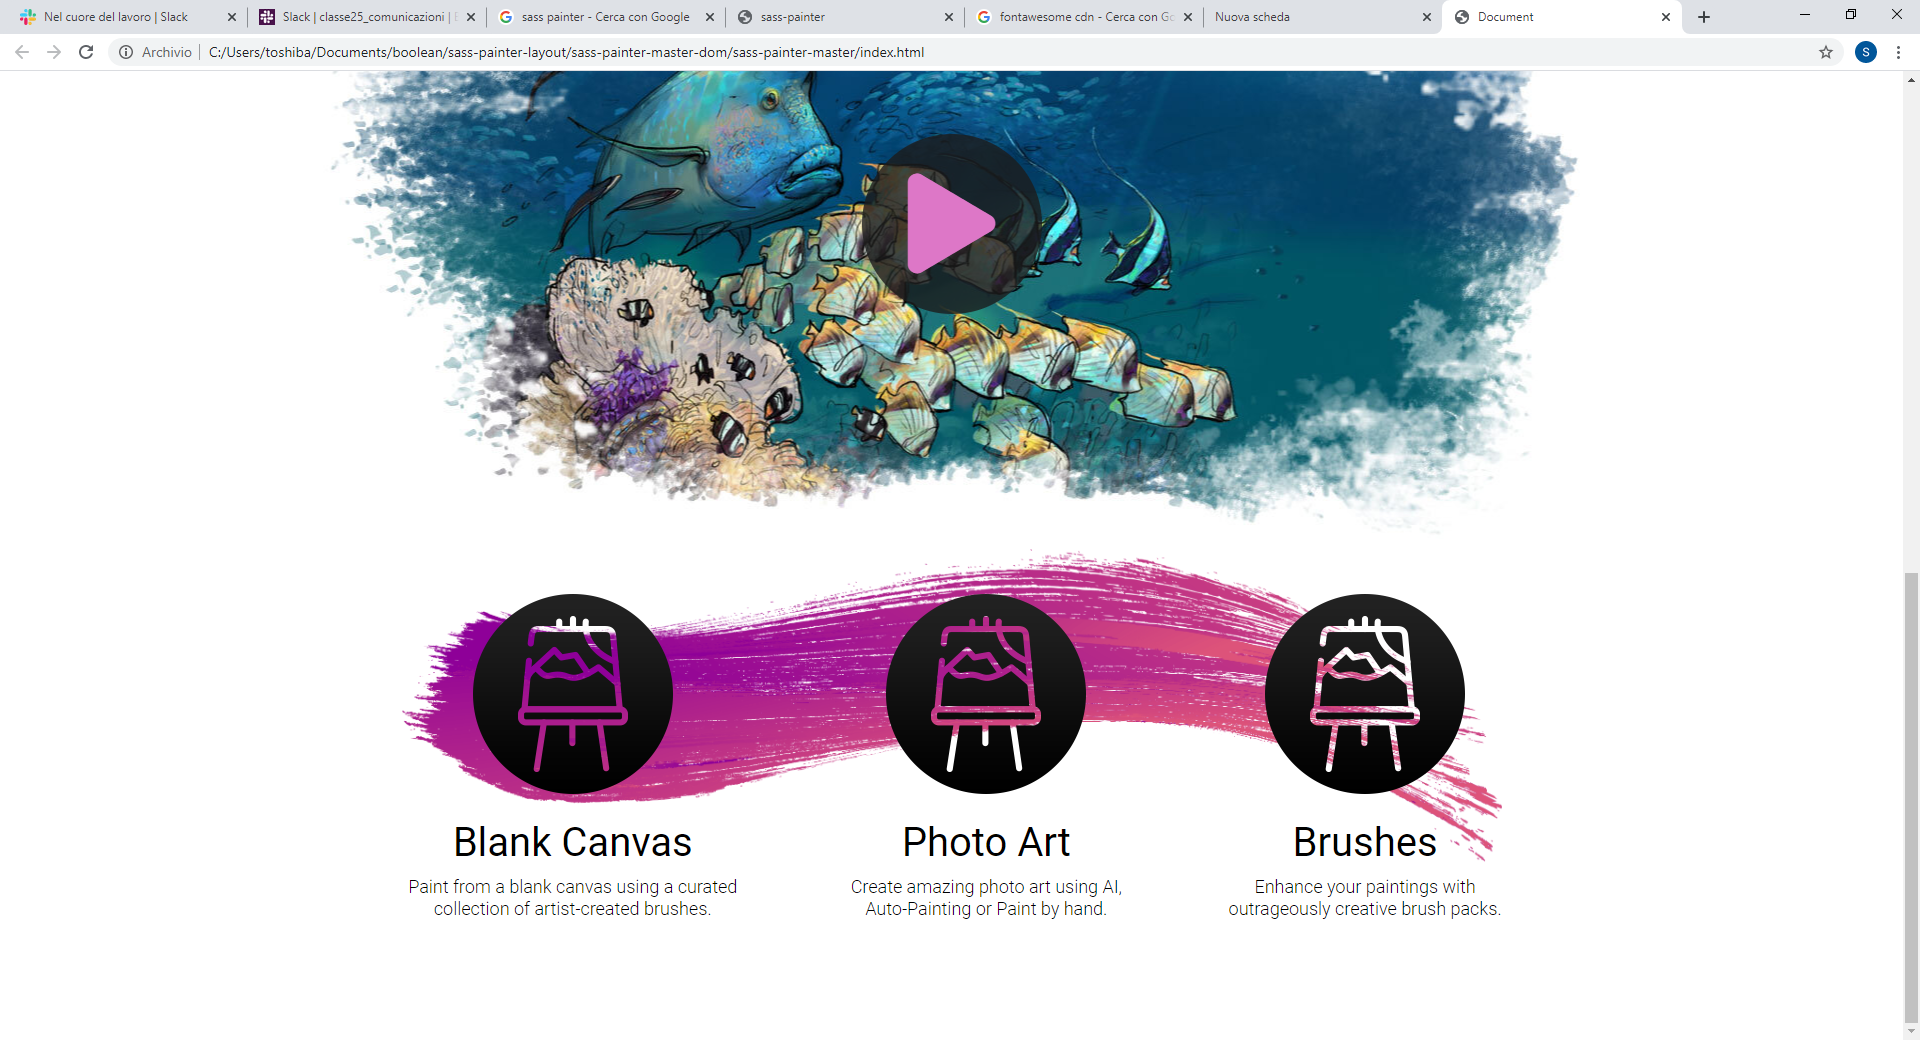 Nel cuore del lavoro | Slack
Slack | classe25_comunicazioni |
sass painter - Cerca con Google
sass-painter
fontawesome cdn - Cerca con
Nuova scheda
Document
Archivio
C:/Users/toshiba/Documents/boolean/sass-painter-layout/sass-painter-master-dom/sass-painter-master/index.html
S
Blank Canvas
Paint from a blank canvas using a curated
collection of artist-created brushes.
Photo Art
Create amazing photo art using AI,
Auto-Painting or Paint by hand.
Brushes
Enhance your paintings with
outrageously creative brush packs.